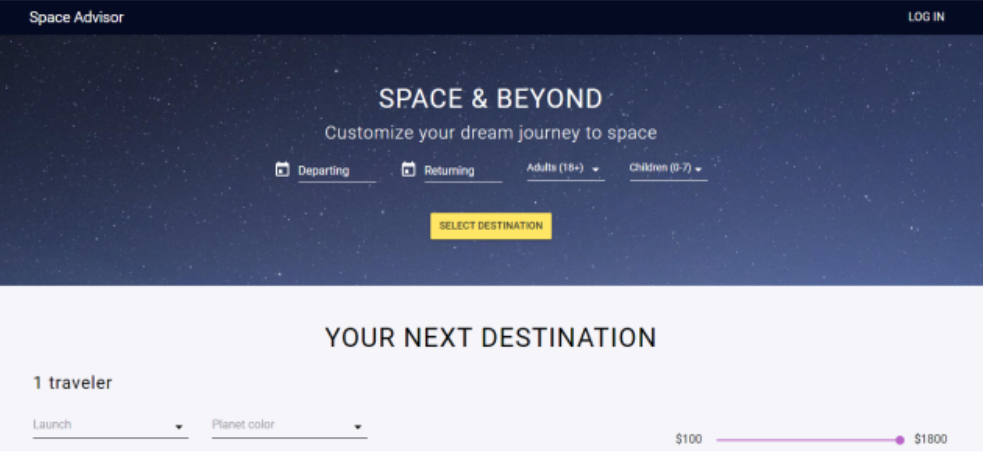 Space Advisor LOG IN
SPACE & BEYOND
Customize your dream journey to space
Departing Returning Adults (18+) Children (0-7)
SELECT DESTINATION
YOUR NEXT DESTINATION
1 traveler
Launch Planet color
$100 $1800